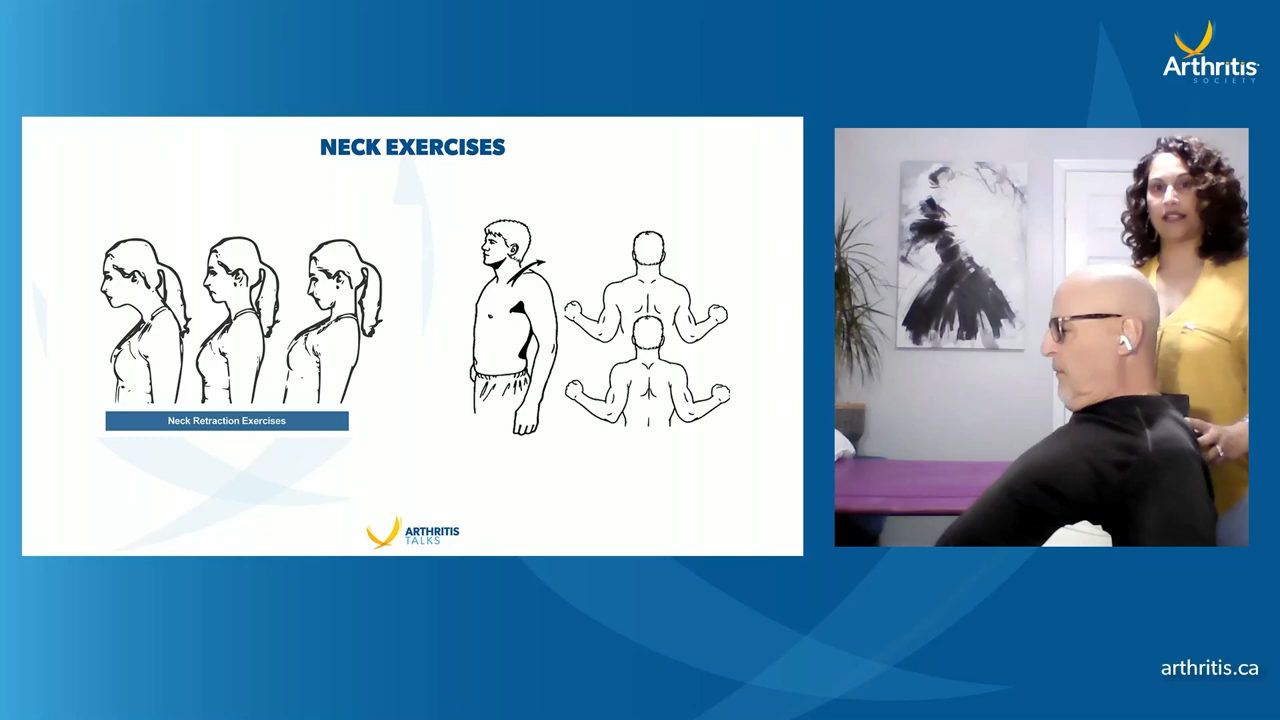 Arthritis
SOCIETY
NECK EXERCISES
Neck Retraction Exercises
ARTHRITIS
TALKS
arthritis.ca